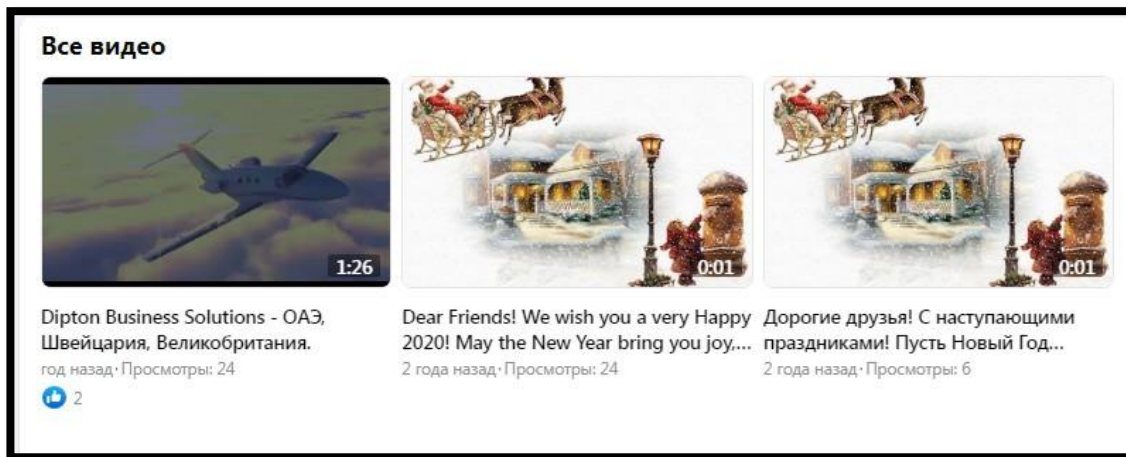 Все видео
1:26
0:01
0:01
Dipton Business Solutions - ОАЭ,
Швейцария, Великобритания.
год назад · Просмотры: 24
2
Dear Friends! We wish you a very Happy
2020! May the New Year bring you joy,...
2 года назад · Просмотры: 24
Дорогие друзья! С наступающими
праздниками! Пусть Новый Год...
2 года назад · Просмотры: 6